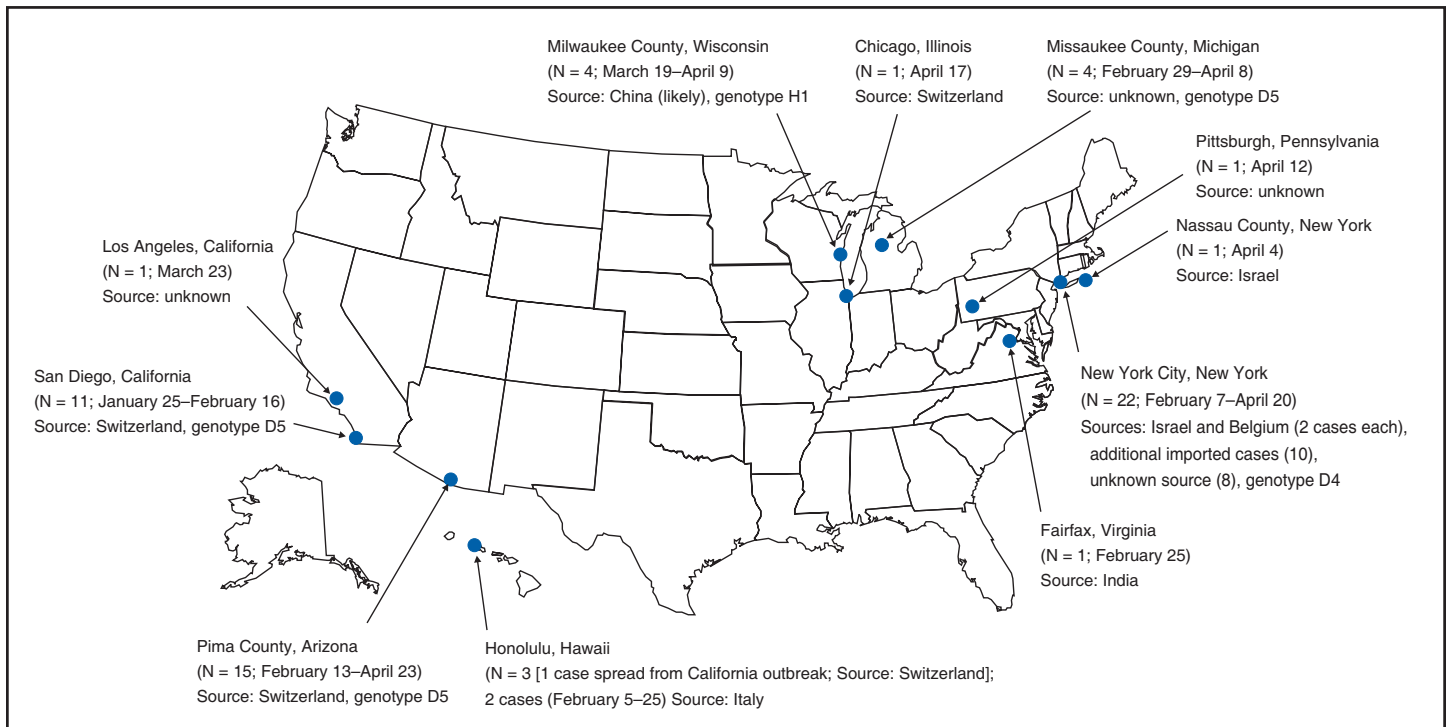 Milwaukee County, Wisconsin
(N = 4; March 19–April 9)
Source: China (likely), genotype H1
Chicago, Illinois
(N = 1; April 17)
Source: Switzerland
Missaukee County, Michigan
(N = 4; February 29–April 8)
Source: unknown, genotype D5
Pittsburgh, Pennsylvania
(N = 1; April 12)
Source: unknown
Nassau County, New York
(N = 1; April 4)
Source: Israel
Los Angeles, California
(N = 1; March 23)
Source: unknown
San Diego, California
(N = 11; January 25–February 16)
Source: Switzerland, genotype D5
New York City, New York
(N = 22; February 7–April 20)
Sources: Israel and Belgium (2 cases each),
additional imported cases (10),
unknown source (8), genotype D4
Fairfax, Virginia
(N = 1; February 25)
Source: India
Pima County, Arizona
(N = 15; February 13–April 23)
Source: Switzerland, genotype D5
Honolulu, Hawaii
(N = 3 [1 case spread from California outbreak; Source: Switzerland];
2 cases (February 5–25) Source: Italy